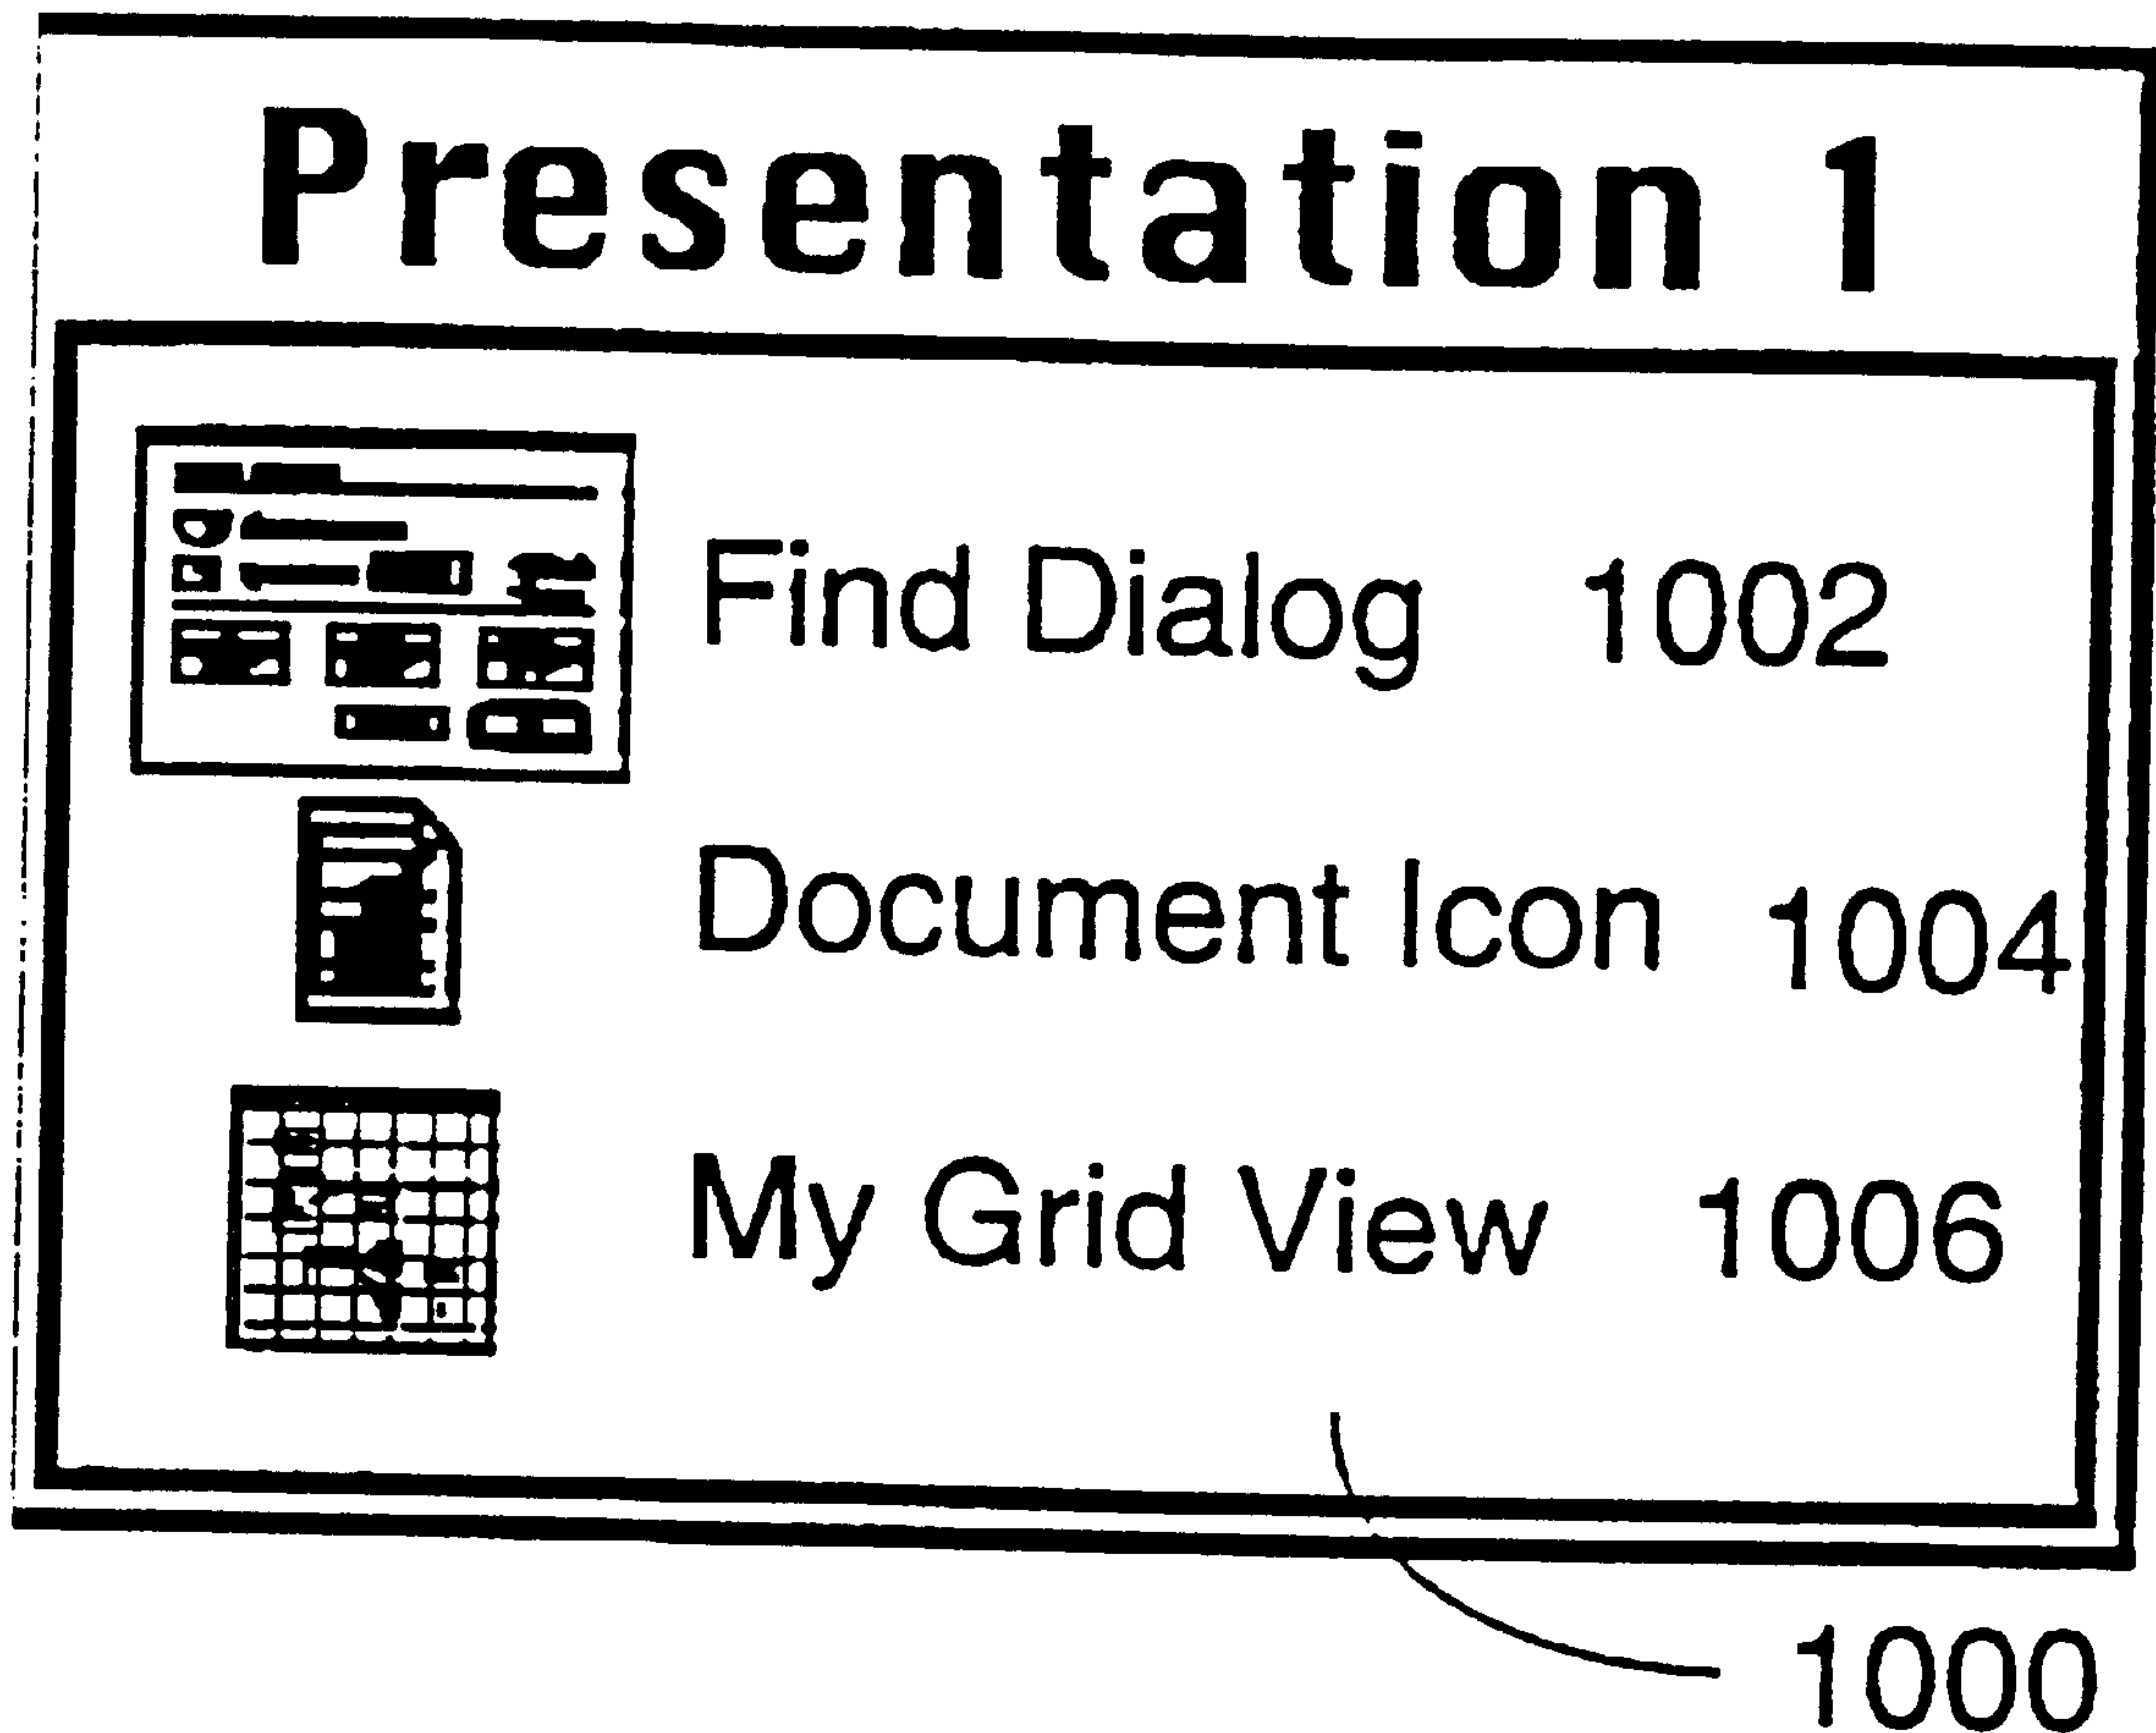 Presentation 1
Find Dialog 1002
Document Icon 1004
My Grid View 1006
1000